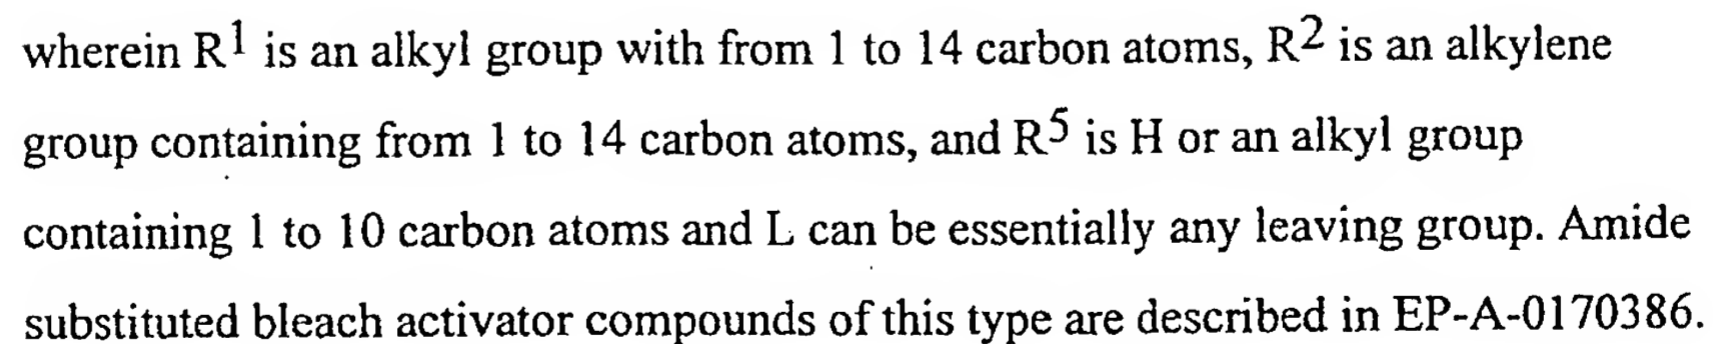 wherein R¹ is an alkyl group with from 1 to 14 carbon atoms, R² is an alkylene
group containing from 1 to 14 carbon atoms, and R⁵ is H or an alkyl group
containing 1 to 10 carbon atoms and L can be essentially any leaving group. Amide
substituted bleach activator compounds of this type are described in EP-A-0170386.